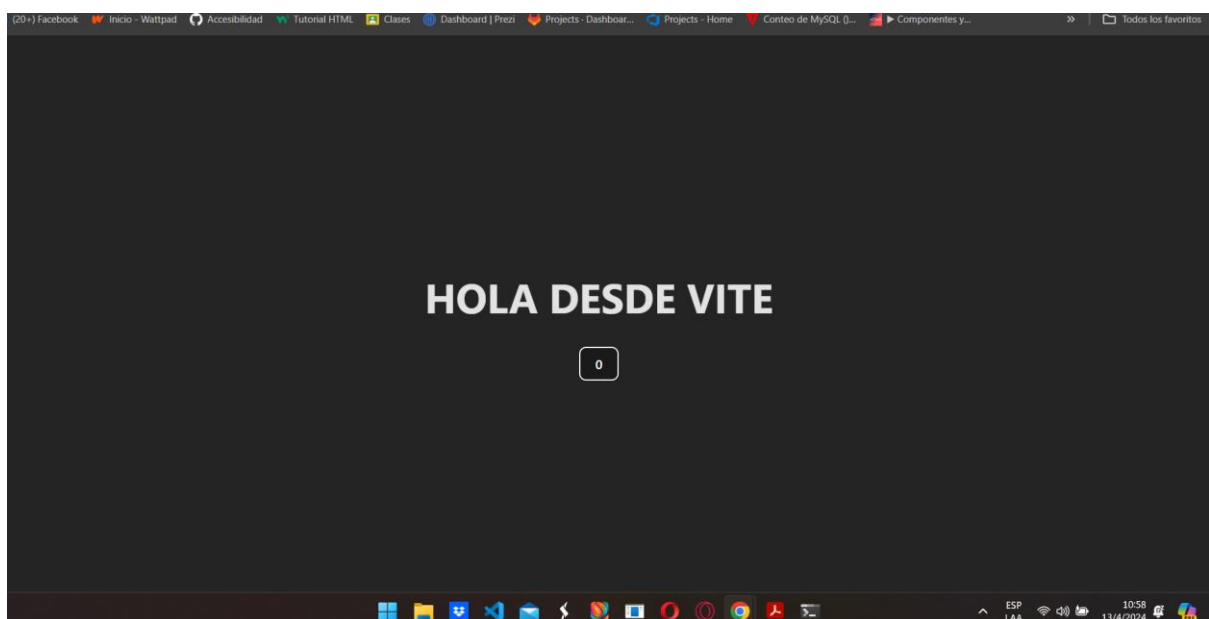 (20+) Facebook Inicio - Wattpad Accesibilidad Tutorial HTML Clases Dashboard | Prezi Projects · Dashboar... Projects - Home Conteo de MySQL ()... ▶ Componentes y... » Todos los favoritos
HOLA DESDE VITE
0
ESP 10:58
LAA 13/4/2024